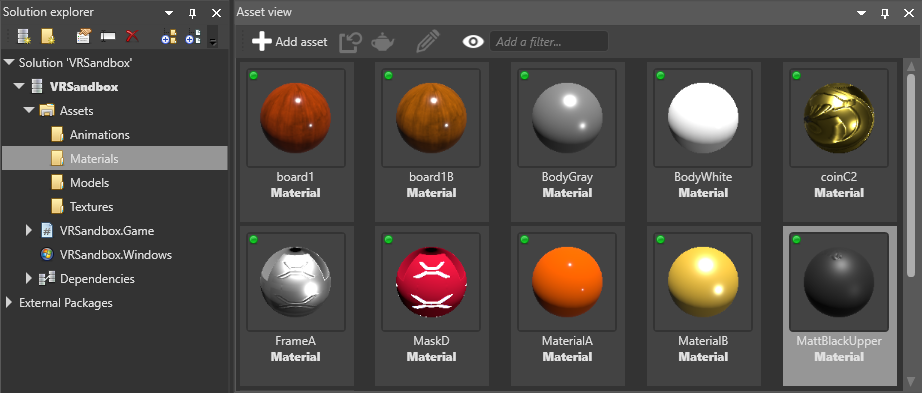 Solution explorer
Solution 'VRSandbox'
VRSandbox
Assets
Animations
Materials
Models
Textures
VRSandbox.Game
VRSandbox.Windows
Dependencies
External Packages
Asset view
Add asset
Add a filter...
board1
Material
board1B
Material
BodyGray
Material
BodyWhite
Material
coinC2
Material
FrameA
Material
MaskD
Material
MaterialA
Material
MaterialB
Material
MattBlackUpper
Material